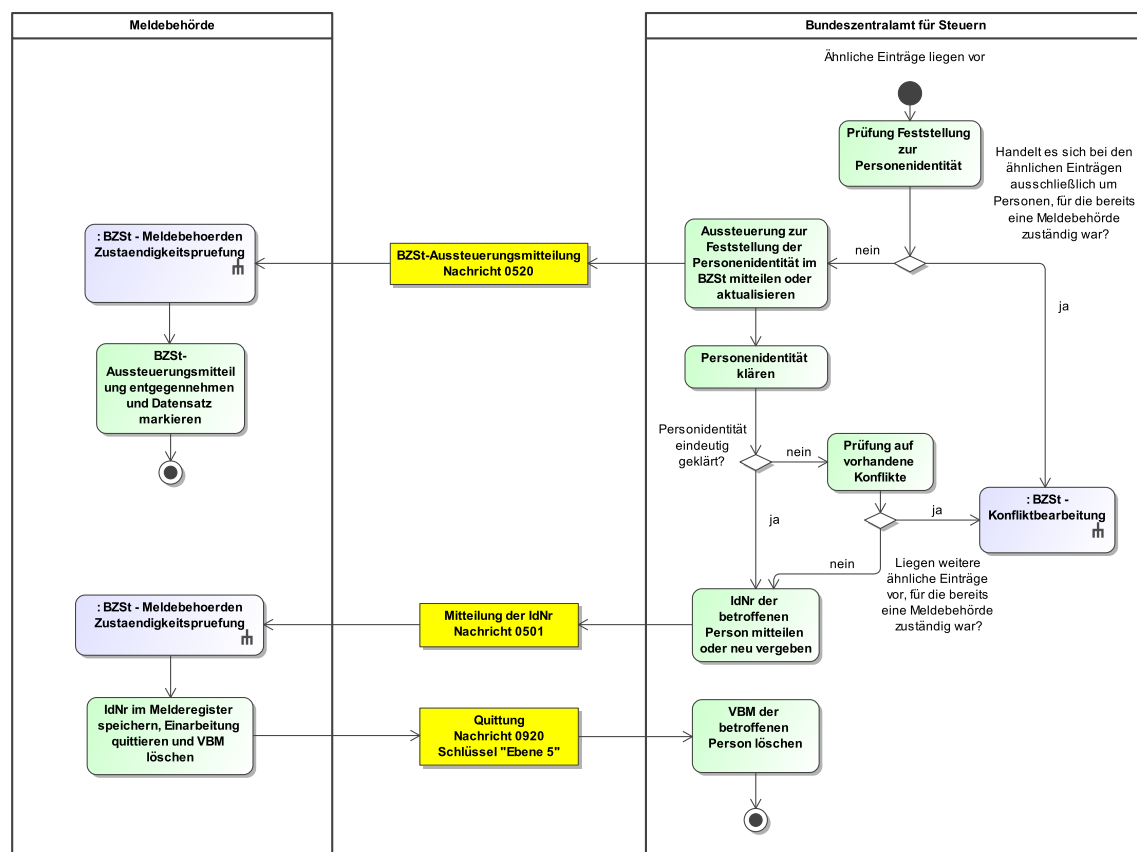 Meldebehörde
Bundeszentralamt für Steuern
Ähnliche Einträge liegen vor
Prüfung Feststellung
zur
Personenidentität
Handelt es sich bei den
ähnlichen Einträgen
ausschließlich um
Personen, für die bereits
eine Meldebehörde
zuständig war?
nein
ja
Aussteuerung zur
Feststellung der
Personenidentität im
BZSt mitteilen oder
aktualisieren
BZSt-Aussteuerungsmitteilung
Nachricht 0520
: BZSt - Meldebehoerden
Zustaendigkeitspruefung
BZSt-
Aussteuerungsmitteil
ung entgegennehmen
und Datensatz
markieren
Personenidentität
klären
Personidentität
eindeutig
geklärt?
nein
ja
Prüfung auf
vorhandene
Konflikte
ja
nein
: BZSt -
Konfliktbearbeitung
Liegen weitere
ähnliche Einträge
vor, für die bereits
eine Meldebehörde
zuständig war?
IdNr der
betroffenen
Person mitteilen
oder neu vergeben
Mitteilung der IdNr
Nachricht 0501
: BZSt - Meldebehoerden
Zustaendigkeitspruefung
IdNr im Melderegister
speichern, Einarbeitung
quittieren und VBM
löschen
Quittung
Nachricht 0920
Schlüssel "Ebene 5"
VBM der
betroffenen
Person löschen